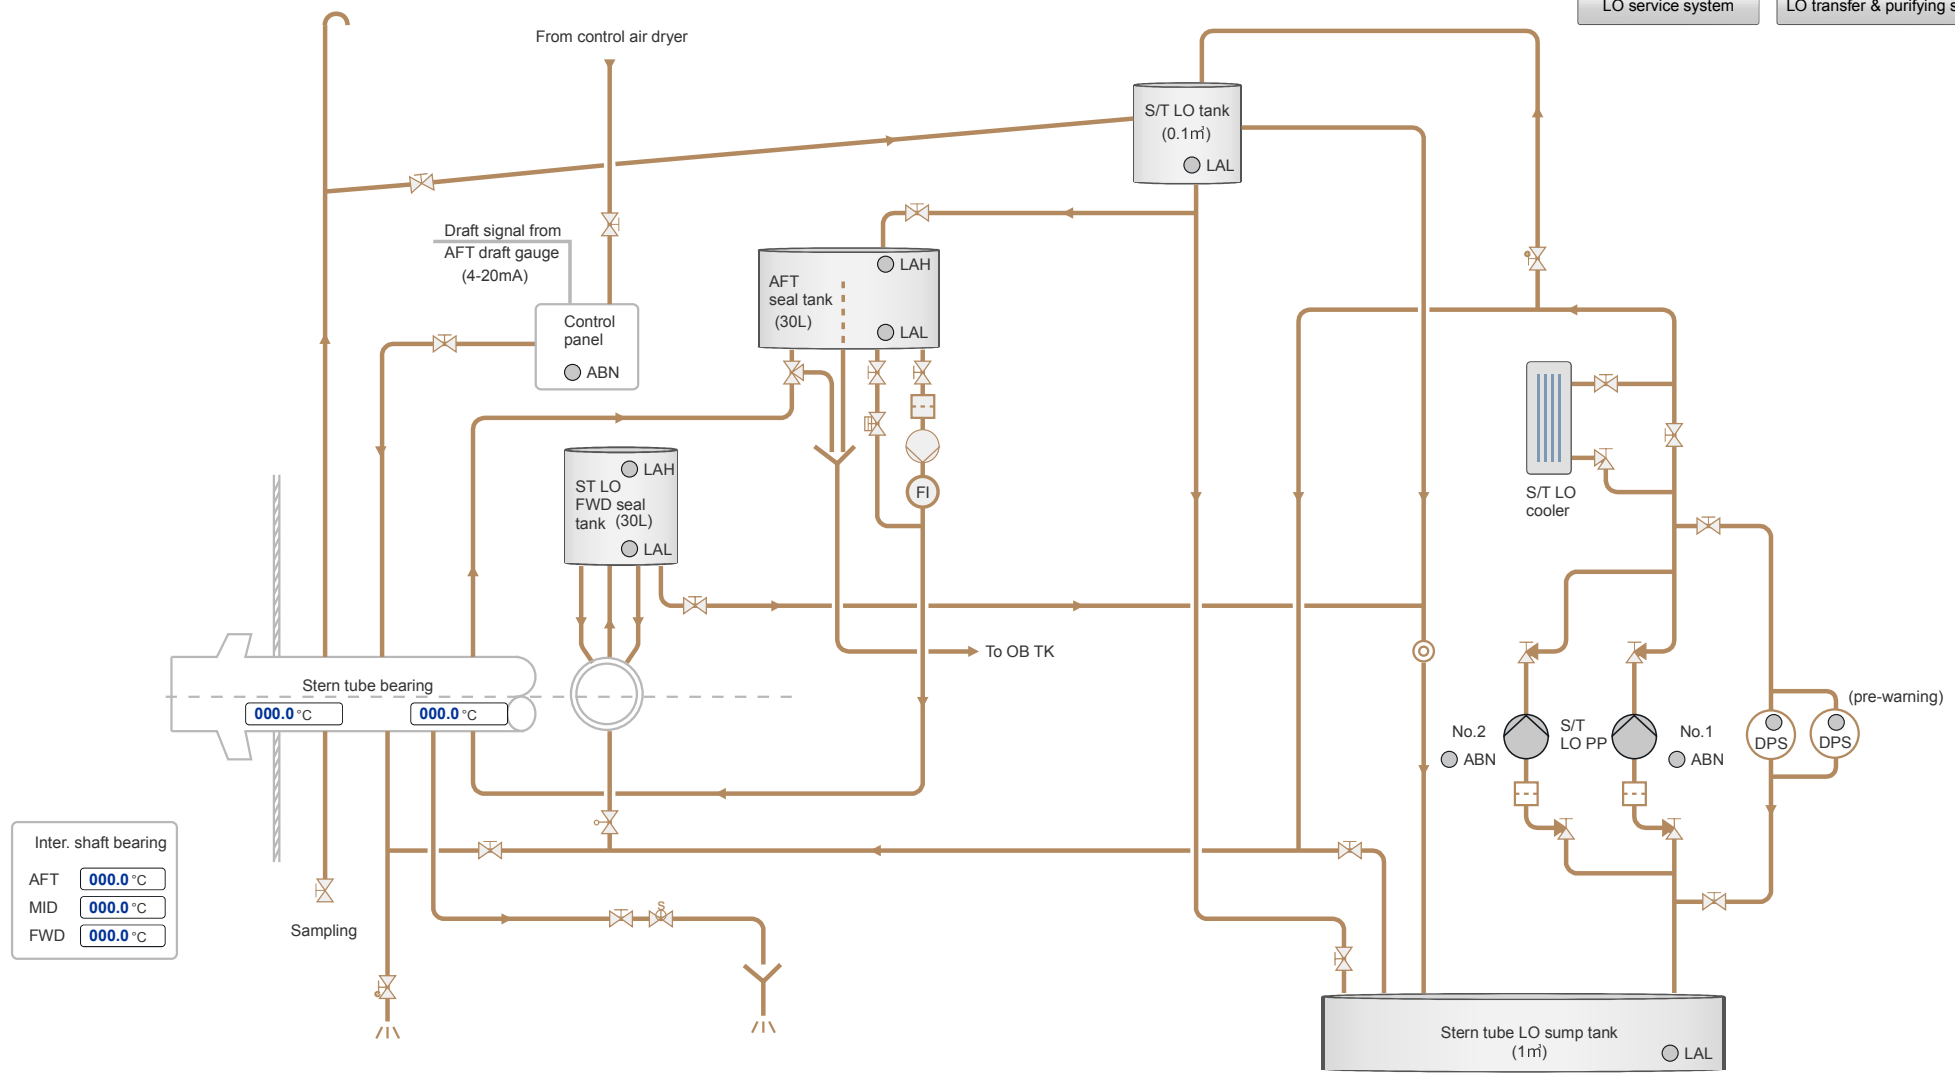 LO service system
LO transfer & purifying s
From control air dryer
S/T LO tank
(0.1㎥)
LAL
Draft signal from
AFT draft gauge
(4-20mA)
Control
panel
ABN
AFT
seal tank
(30L)
LAH
LAL
ST LO
FWD seal
tank (30L)
LAH
LAL
FI
S/T LO
cooler
To OB TK
Stern tube bearing
000.0 °C
000.0 °C
No.2
ABN
S/T
LO PP
No.1
ABN
DPS
DPS
(pre-warning)
Inter. shaft bearing
AFT 000.0 °C
MID 000.0 °C
FWD 000.0 °C
Sampling
S
Stern tube LO sump tank
(1㎥)
LAL